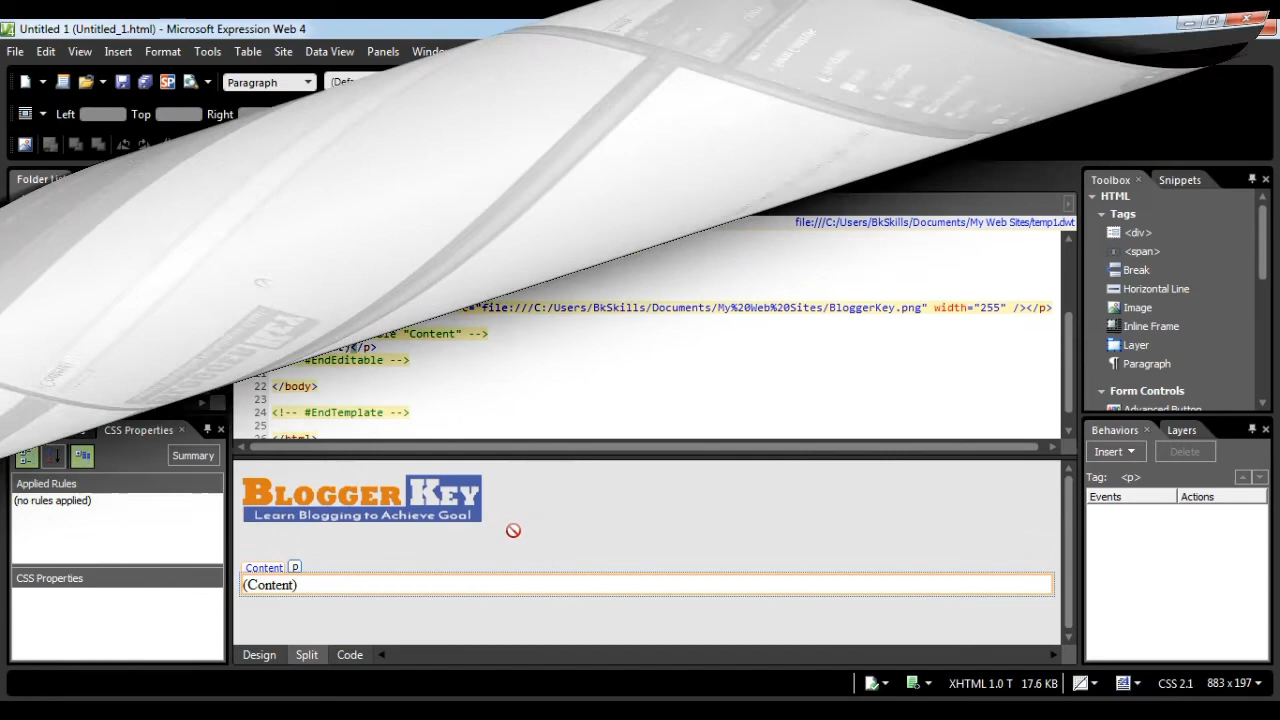 Untitled 1 (Untitled_1.html) - Microsoft Expression Web 4
File Edit View Insert Format Tools Table Site Data View Panels
Paragraph
Left Top Right
Folder
file:///C:/Users/BkSkills/Documents/My Web Sites/temp1.dwt
"file:///C:/Users/BkSkills/Documents/My%20Web%20Sites/BloggerKey.png" width="255" /></p>
"Content" -->
</p>
#EndEditable -->
22 </body>
23
24 <!-- #EndTemplate -->
25
Toolbox × Snippets
HTML
Tags
<div>
<span>
Break
Horizontal Line
Image
Inline Frame
Layer
Paragraph
Form Controls
CSS Properties ×
Summary
Applied Rules
(no rules applied)
CSS Properties
BLOGGER KEY
Learn Blogging to Achieve Goal
Content p
(Content)
Design Split Code
Behaviors × Layers
Insert Delete
Tag: <p>
Events Actions
XHTML 1.0 T 17.6 KB CSS 2.1 883 x 197